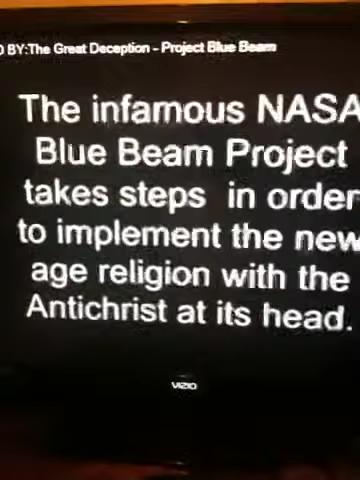 BY:The Great Deception - Project Blue Beam
The infamous NASA
Blue Beam Project
takes steps in order
to implement the new
age religion with the
Antichrist at its head.
VIZIO